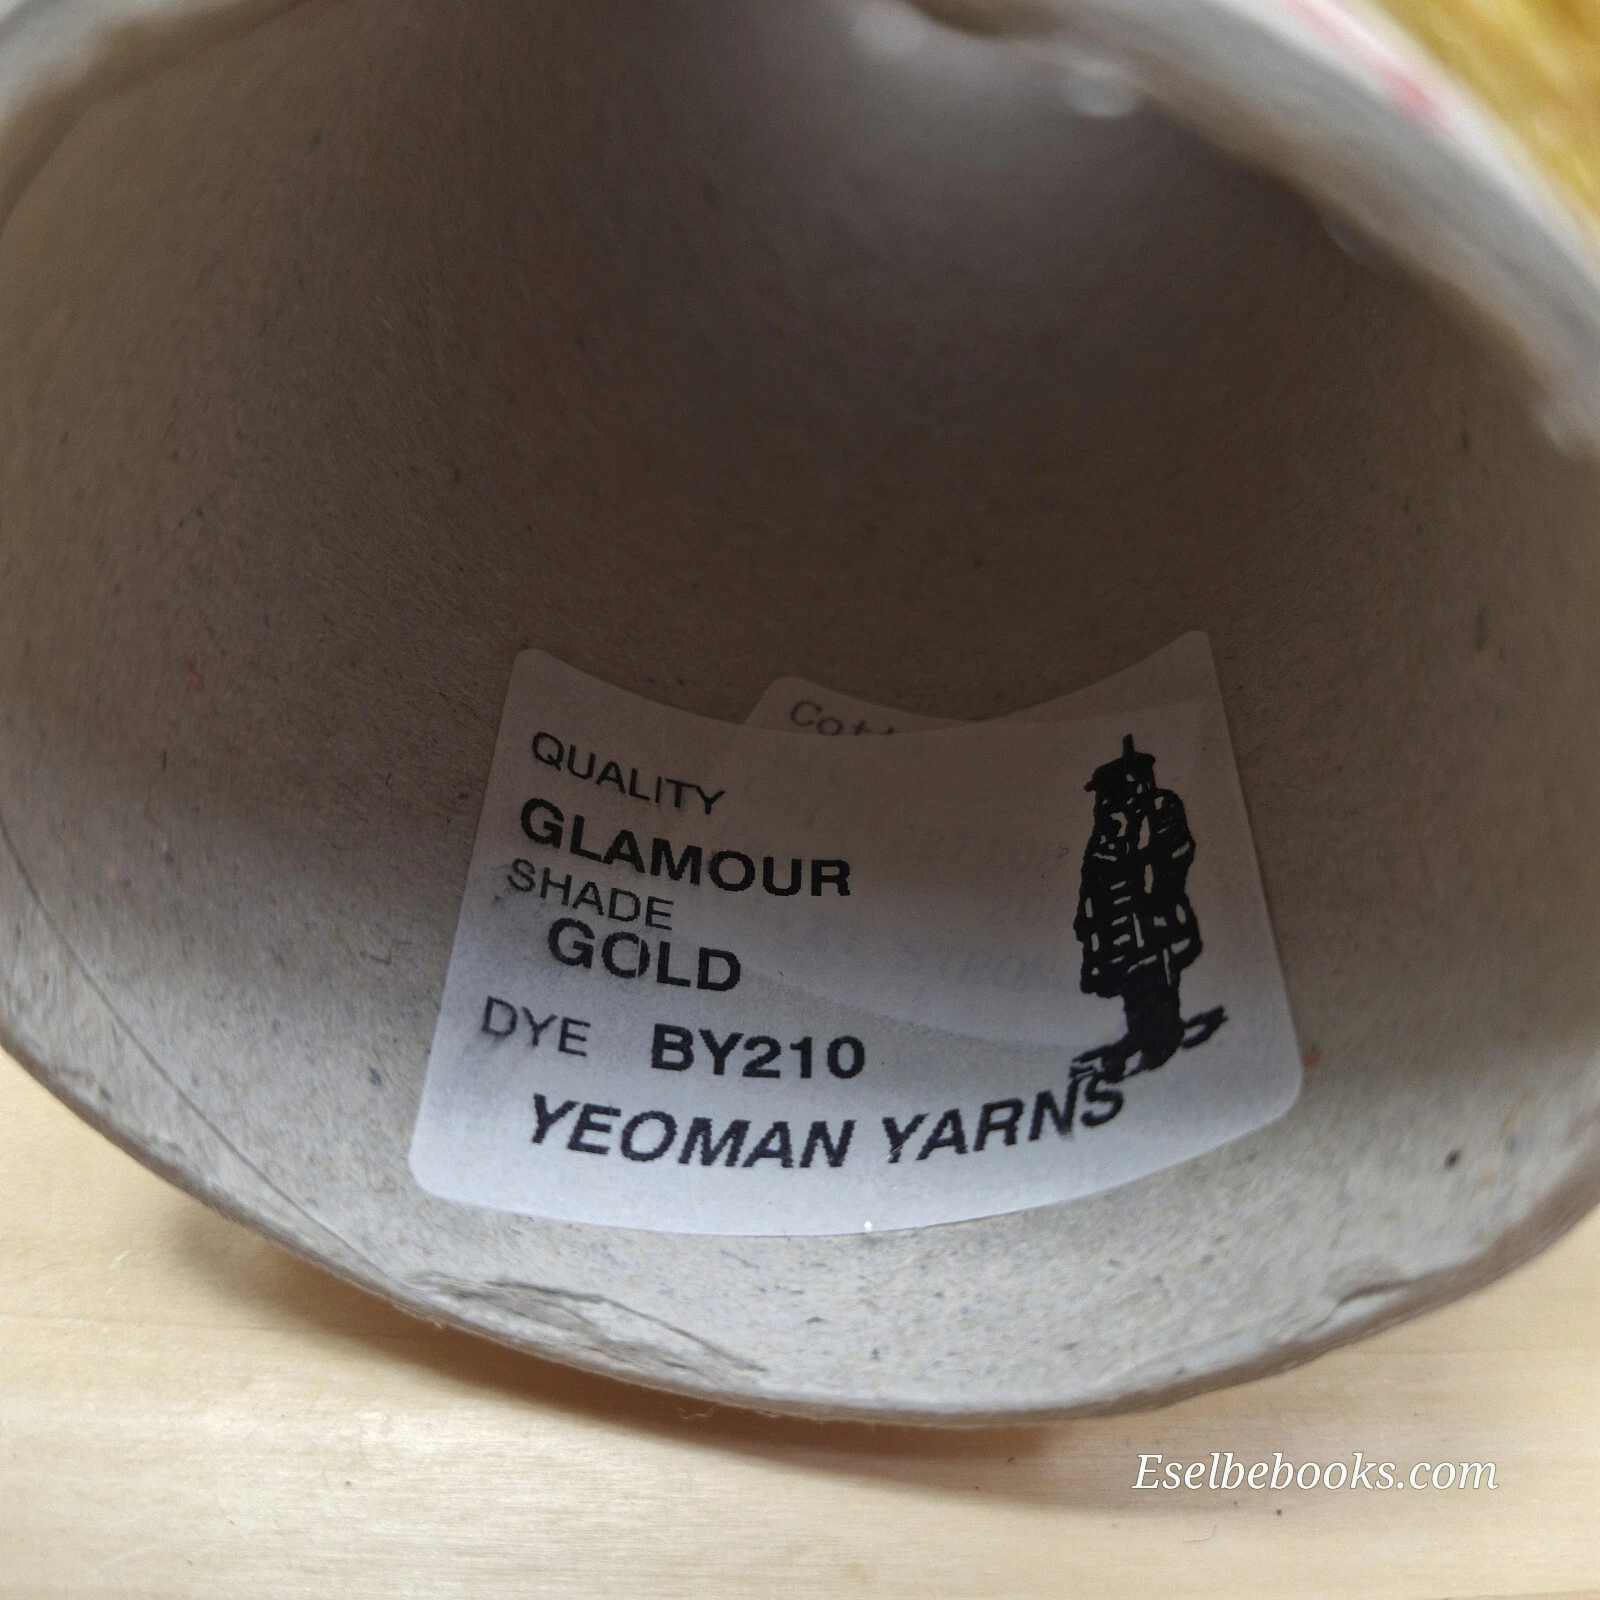 QUALITY
GLAMOUR
SHADE
GOLD
DYE BY210
YEOMAN YARNS
Eselbebooks.com